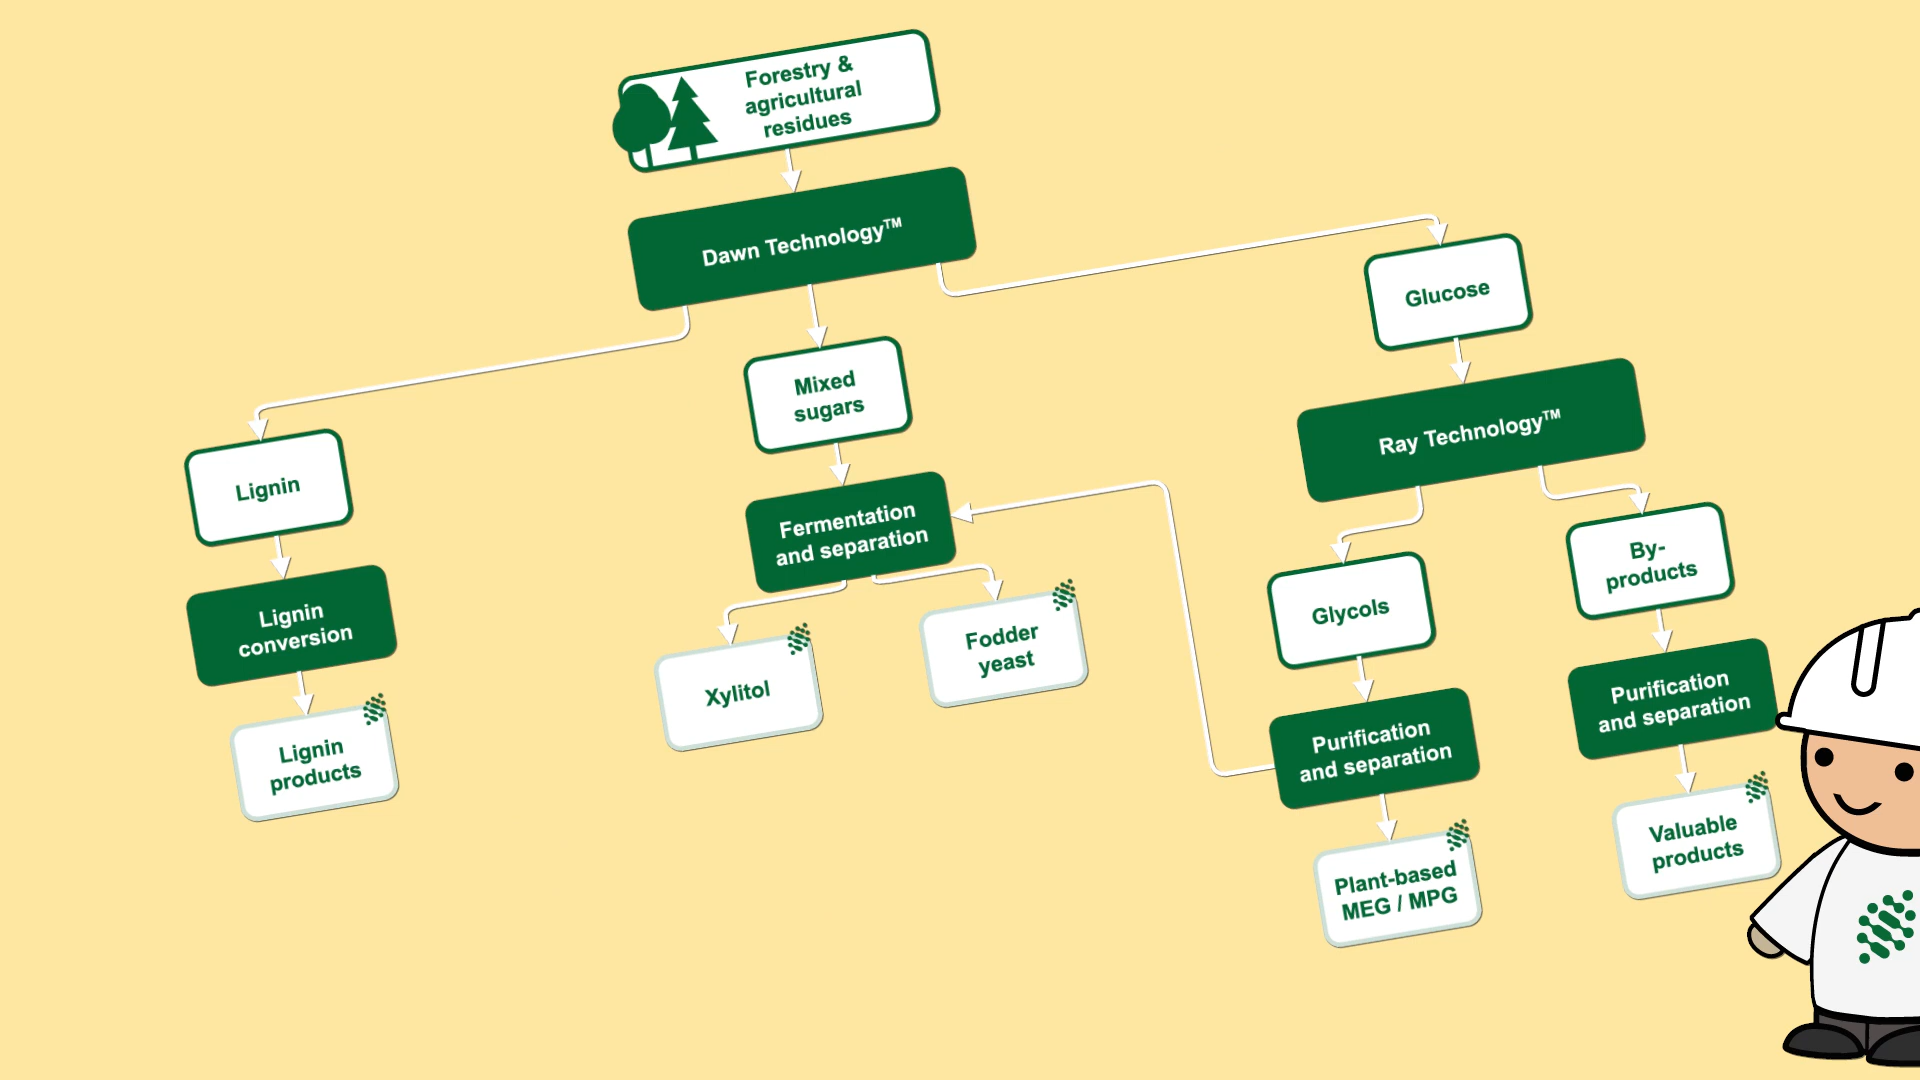 Forestry &
agricultural
residues
Dawn Technology™
Glucose
Mixed
sugars
Ray Technology™
Lignin
Fermentation
and separation
By-
products
Glycols
Lignin
conversion
Fodder
yeast
Xylitol
Purification
and separation
Purification
and separation
Lignin
products
Valuable
products
Plant-based
MEG / MPG